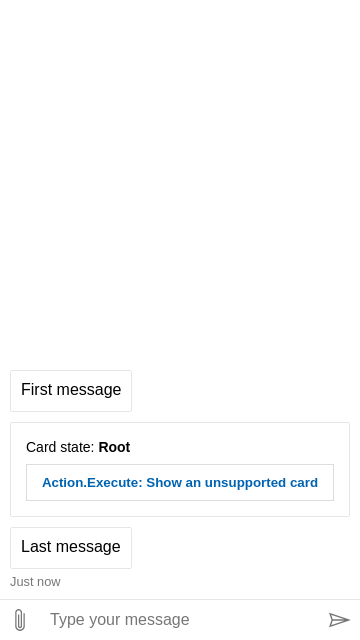 First message
Card state: Root
Action.Execute: Show an unsupported card
Last message
Just now
Type your message